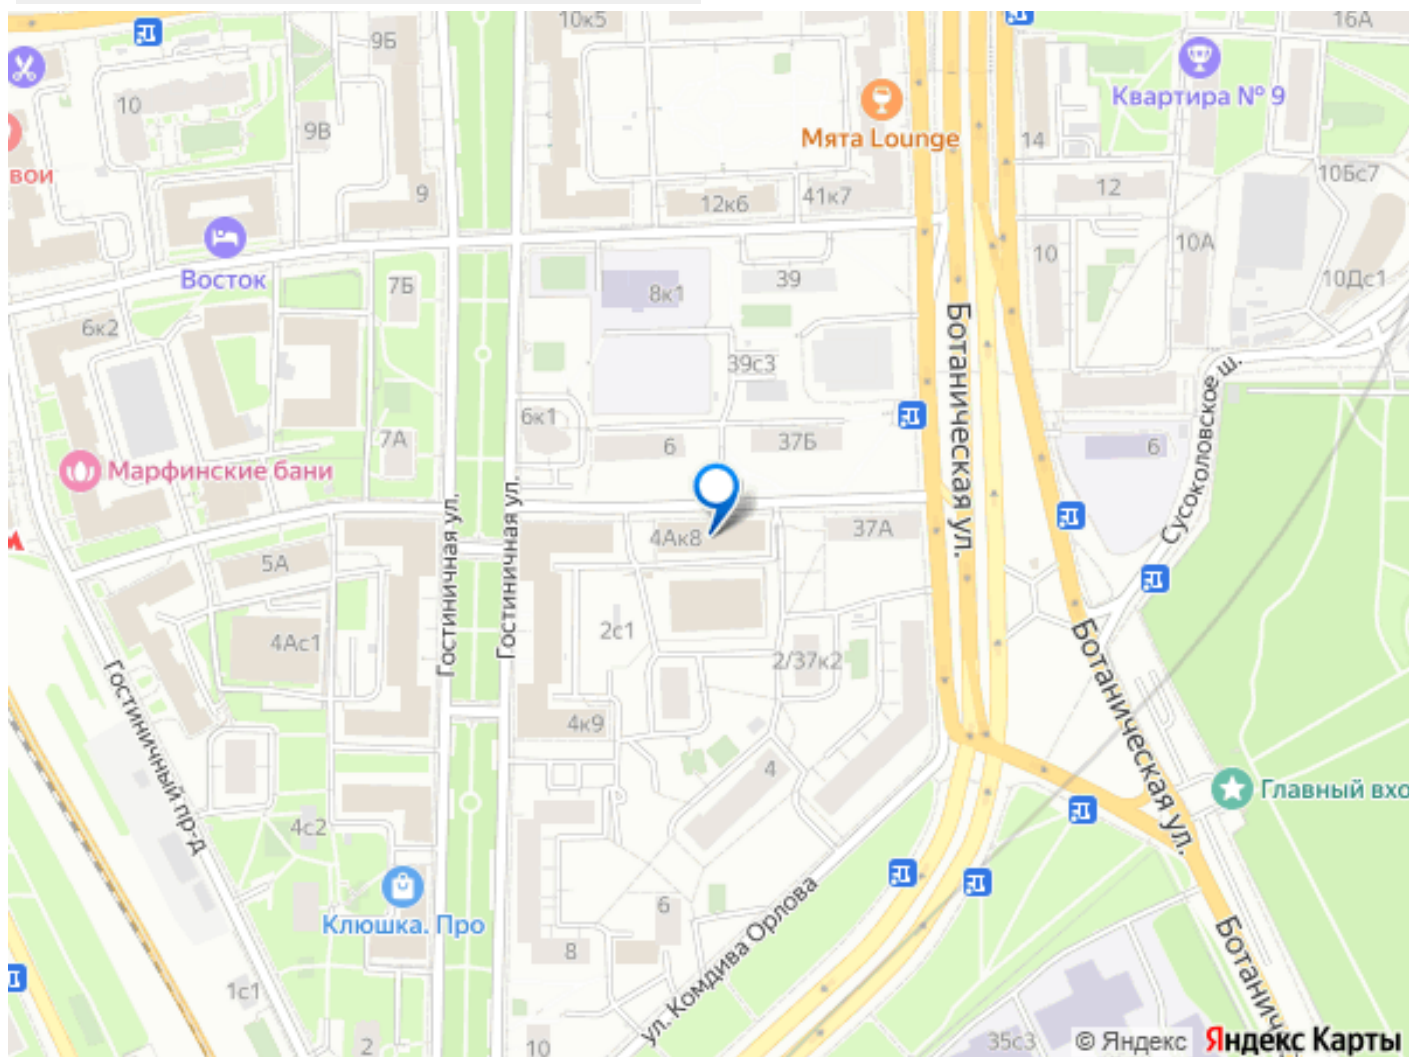 10к5
16А
9Б
Квартира № 9
10
9В
Мята Lounge
14
вои
10Бс7
12
9
12к6
41к7
Восток
10
10А
7Б
39
8к1
10Дс1
6к2
Ботаническая ул.
39с3
Сусоколовское ш.
6к1
7А
6
37Б
6
Марфинские бани
Гостиничная ул.
Гостиничная ул.
4Ак8
37А
5А
2с1
4Ас1
2/37к2
Гостиничный пр-д
Ботаническая ул.
4к9
4
Главный вхо
4с2
Клюшка. Про
6
ул. Комдива Орлова
8
Ботаничес
1с1
2
10
35с3
© Яндекс
Яндекс Карты